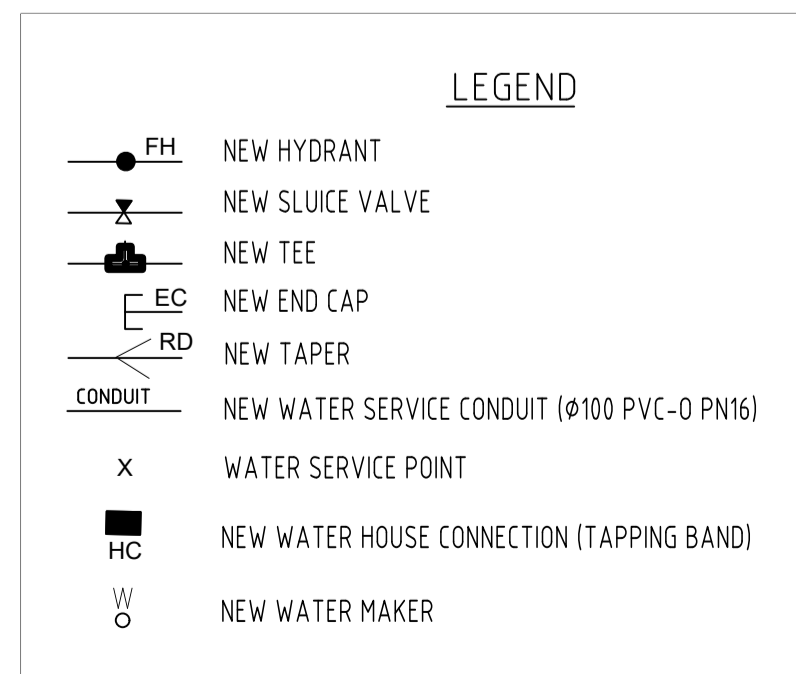 LEGEND
FH NEW HYDRANT
NEW SLUICE VALVE
NEW TEE
EC NEW END CAP
RD NEW TAPER
CONDUIT NEW WATER SERVICE CONDUIT (Ø100 PVC-O PN16)
X WATER SERVICE POINT
HC NEW WATER HOUSE CONNECTION (TAPPING BAND)
W NEW WATER MAKER